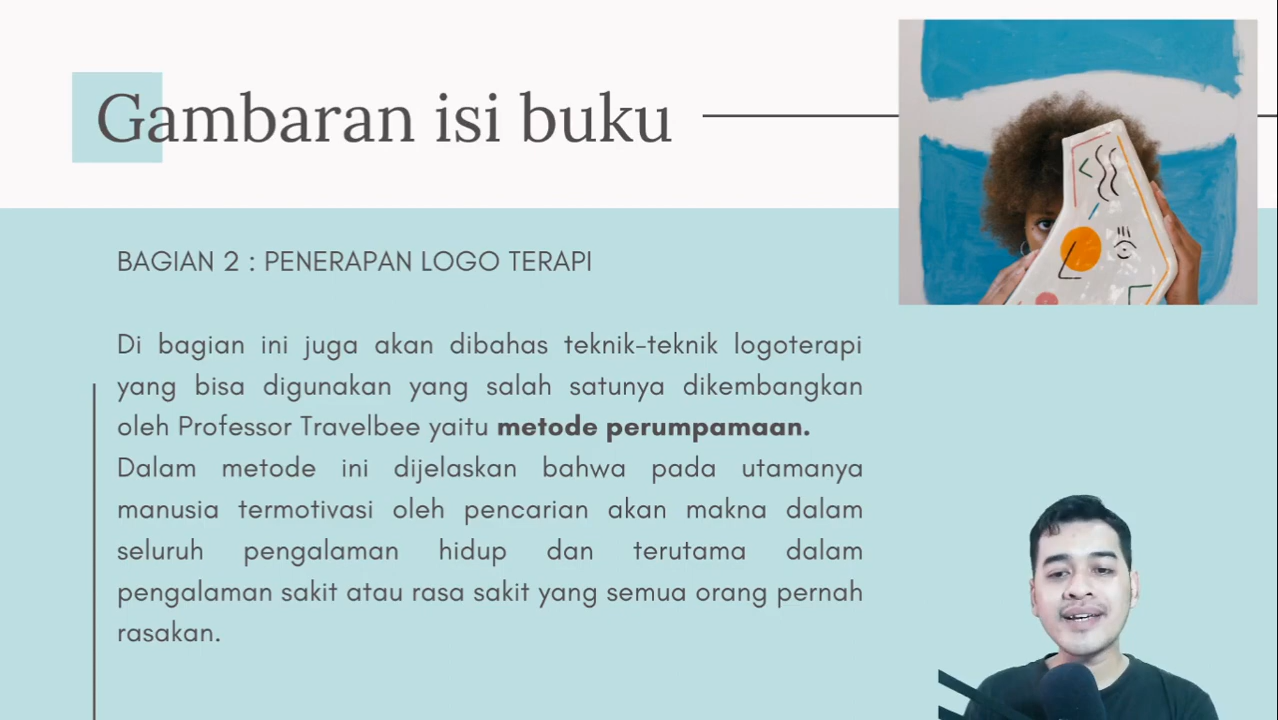 Gambaran isi buku
BAGIAN 2 : PENERAPAN LOGO TERAPI
Di bagian ini juga akan dibahas teknik-teknik logoterapi
yang bisa digunakan yang salah satunya dikembangkan
oleh Professor Travelbee yaitu metode perumpamaan.
Dalam metode ini dijelaskan bahwa pada utamanya
manusia termotivasi oleh pencarian akan makna dalam
seluruh pengalaman hidup dan terutama dalam
pengalaman sakit atau rasa sakit yang semua orang pernah
rasakan.